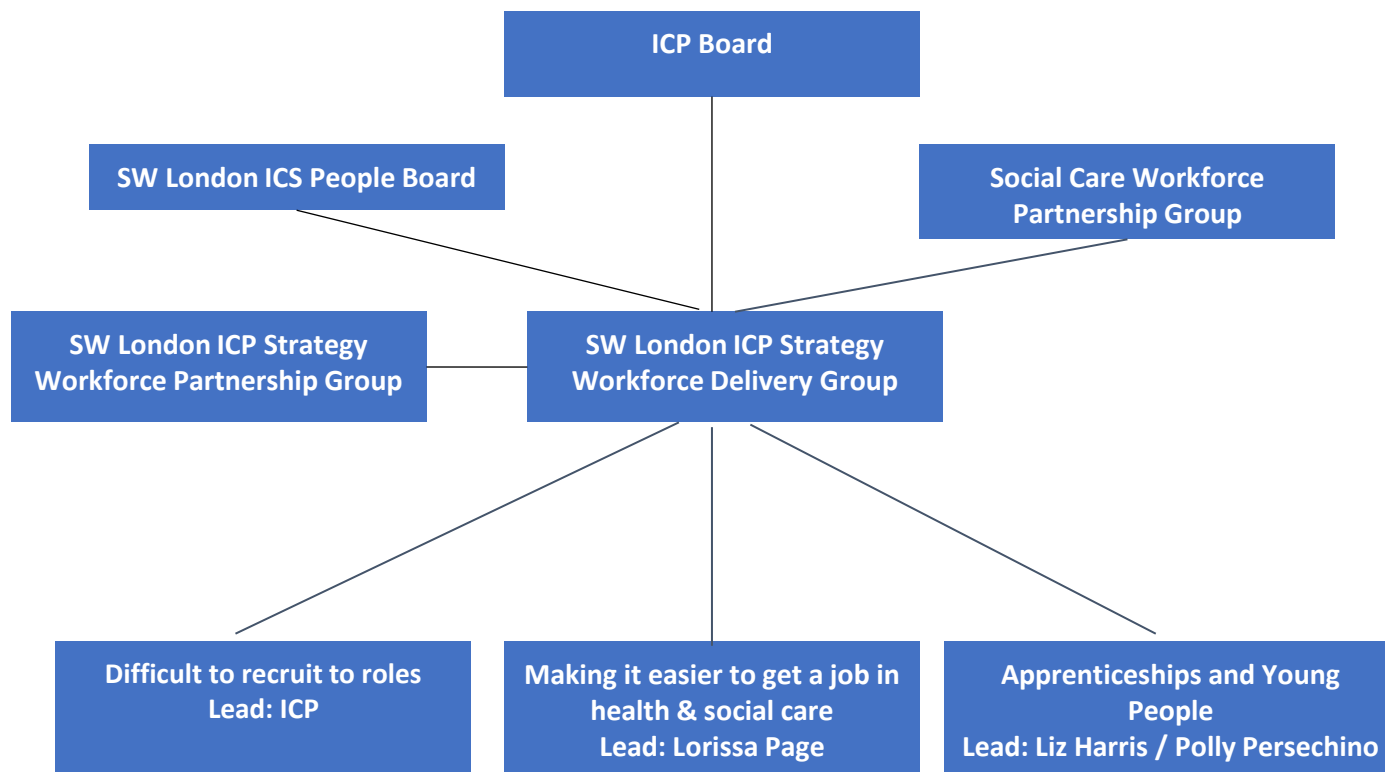 ICP Board
SW London ICS People Board
Social Care Workforce
Partnership Group
SW London ICP Strategy
Workforce Partnership Group
SW London ICP Strategy
Workforce Delivery Group
Difficult to recruit to roles
Lead: ICP
Making it easier to get a job in
health & social care
Lead: Lorissa Page
Apprenticeships and Young
People
Lead: Liz Harris / Polly Persechino